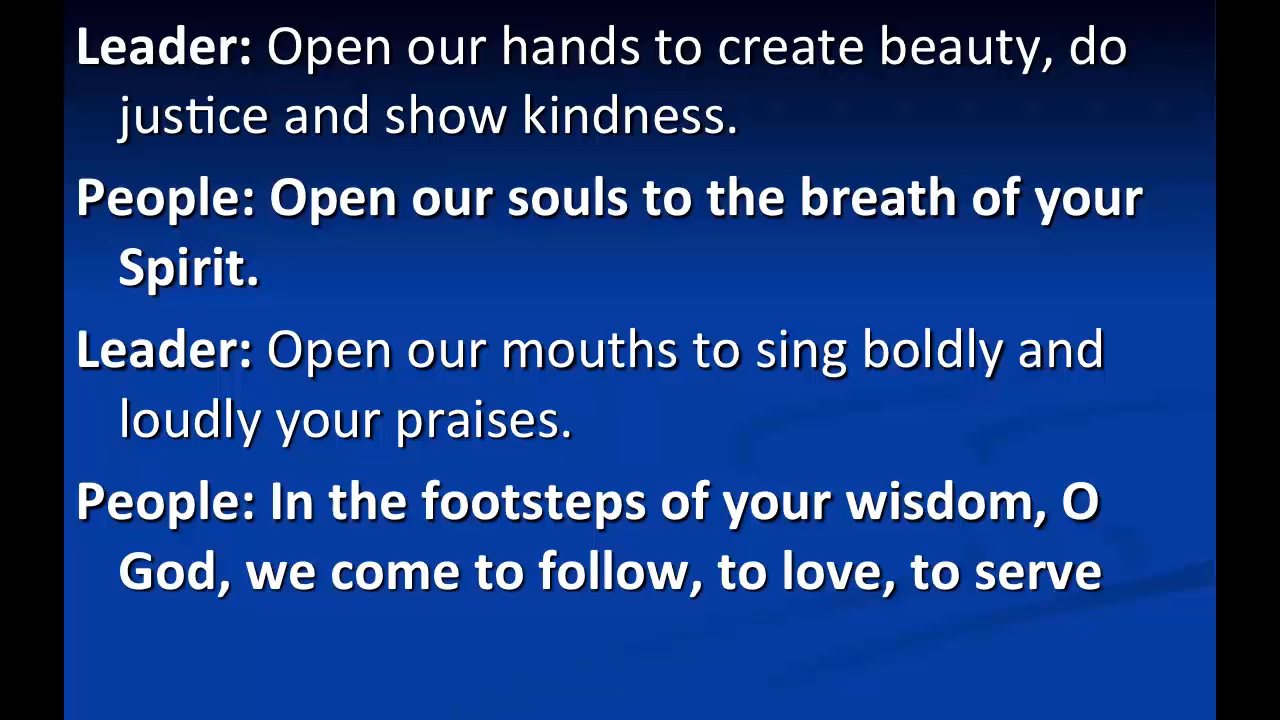 Leader: Open our hands to create beauty, do
justice and show kindness.
People: Open our souls to the breath of your
Spirit.
Leader: Open our mouths to sing boldly and
loudly your praises.
People: In the footsteps of your wisdom, O
God, we come to follow, to love, to serve